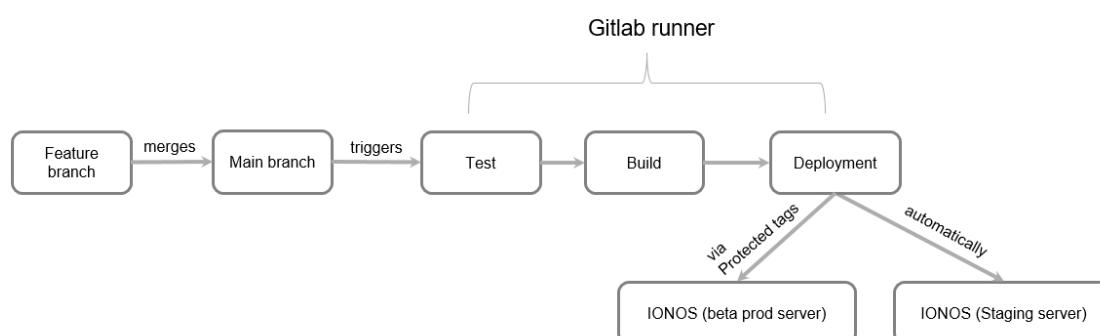 Gitlab runner
Feature
branch
merges
Main branch
triggers
Test
Build
Deployment
via
Protected tags
automatically
IONOS (beta prod server)
IONOS (Staging server)